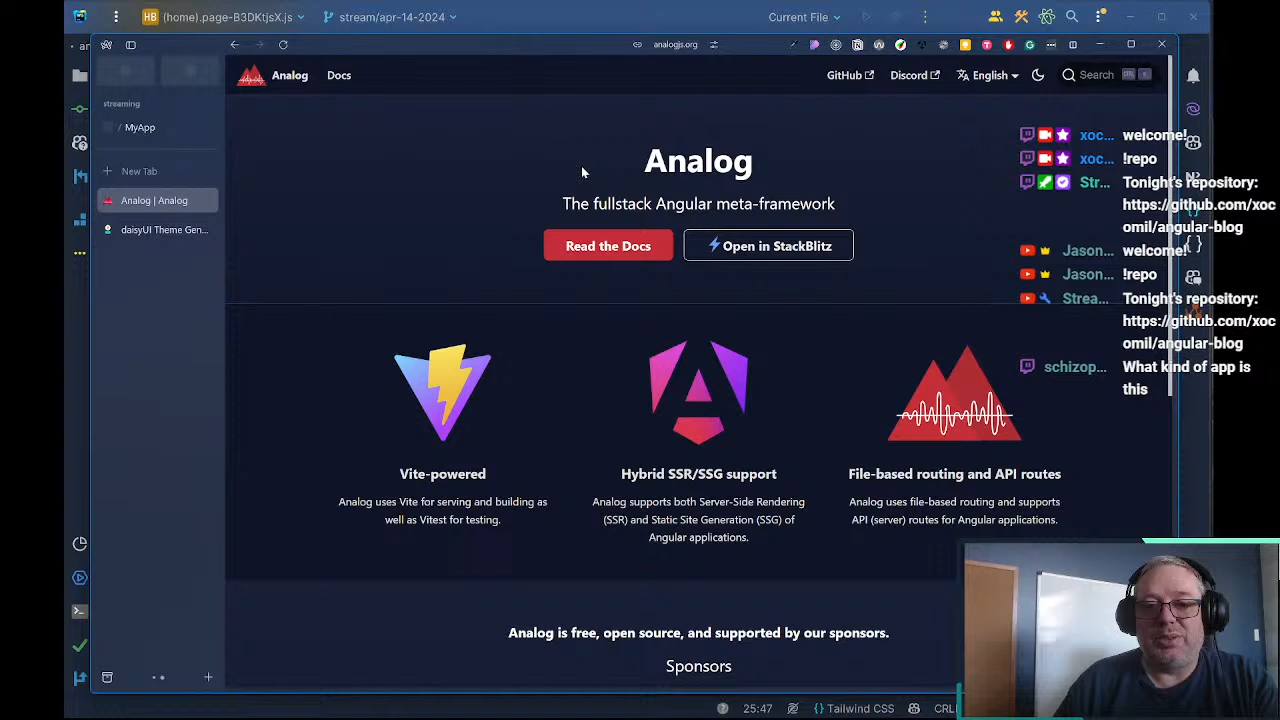 HB (home).page-B3DKtjsX.js
stream/apr-14-2024
Current File
analogjs.org
streaming
/ MyApp
New Tab
Analog | Analog
daisyUI Theme Gen...
Analog
Docs
GitHub
Discord
English
Search
Analog
The fullstack Angular meta-framework
Read the Docs
Open in StackBlitz
Vite-powered
Analog uses Vite for serving and building as
well as Vitest for testing.
Hybrid SSR/SSG support
Analog supports both Server-Side Rendering
(SSR) and Static Site Generation (SSG) of
Angular applications.
File-based routing and API routes
Analog uses file-based routing and supports
API (server) routes for Angular applications.
Analog is free, open source, and supported by our sponsors.
Sponsors
xoc... welcome!
xoc... !repo
Str... Tonight's repository:
https://github.com/xoc
omil/angular-blog
Jason... welcome!
Jason... !repo
Strea... Tonight's repository:
https://github.com/xoc
omil/angular-blog
schizop... What kind of app is
this
25:47
Tailwind CSS